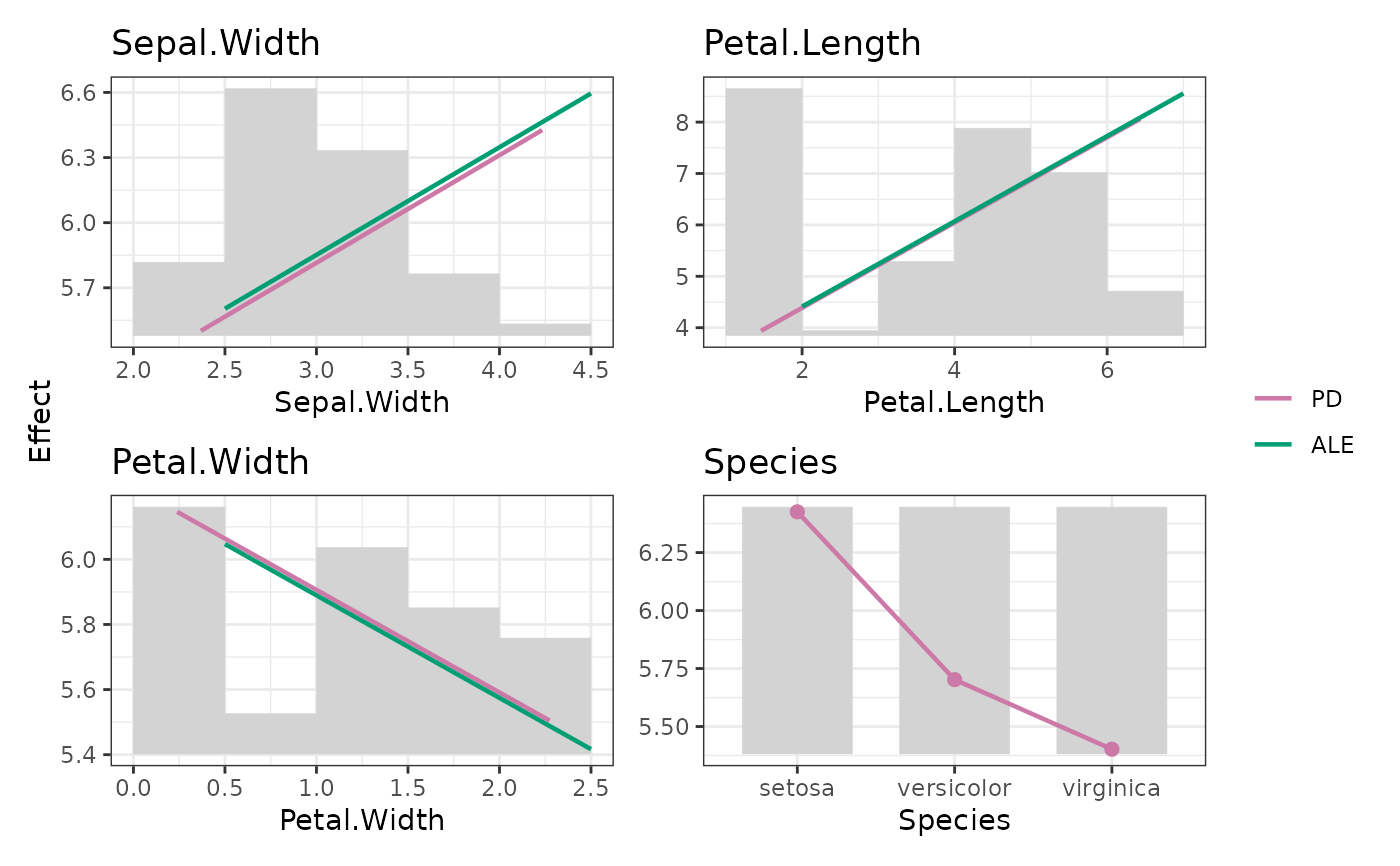 Sepal.Width
6.6
6.3
6.0
5.7
2.0 2.5 3.0 3.5 4.0 4.5
Sepal.Width
Petal.Length
8
7
6
5
4
2 4 6
Petal.Length
Effect
PD
ALE
Petal.Width
6.0
5.8
5.6
5.4
0.0 0.5 1.0 1.5 2.0 2.5
Petal.Width
Species
6.25
6.00
5.75
5.50
setosa versicolor virginica
Species